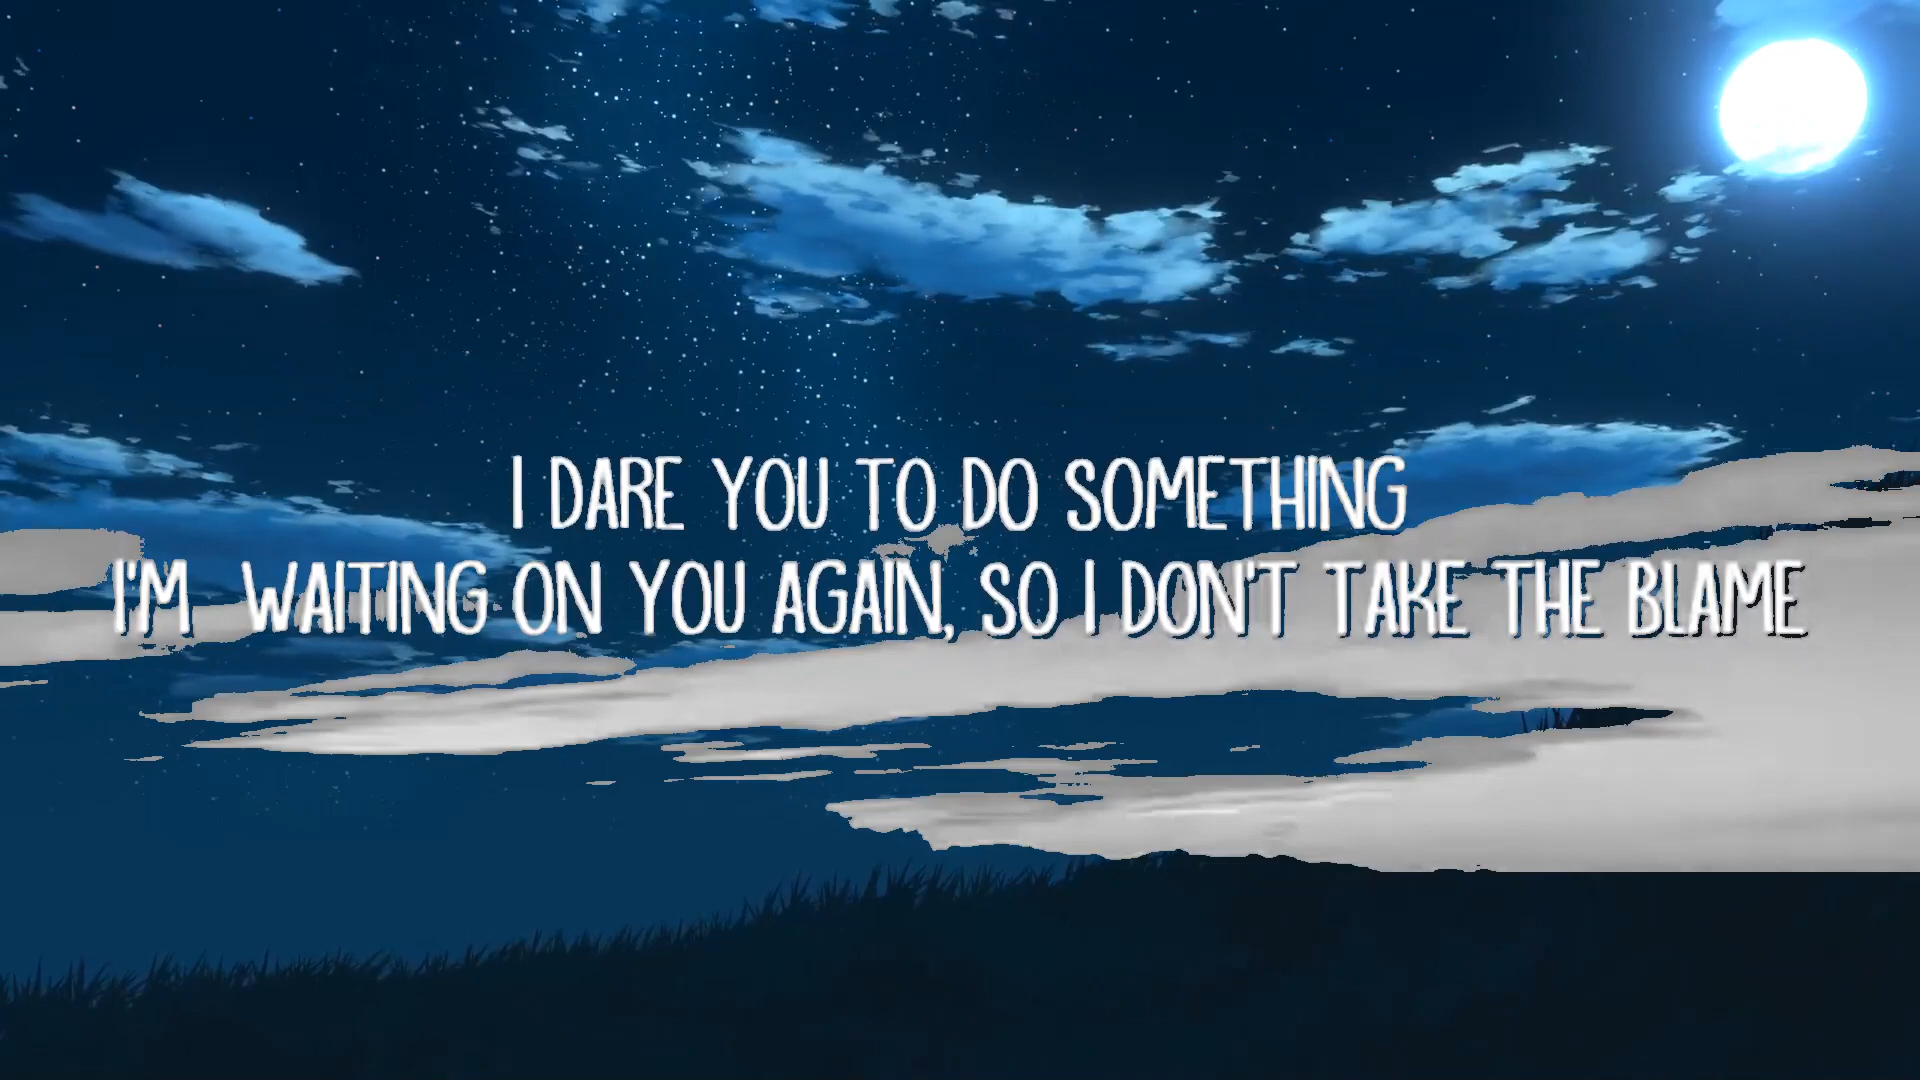 I DARE YOU TO DO SOMETHING
I'M WAITING ON YOU AGAIN, SO I DON'T TAKE THE BLAME